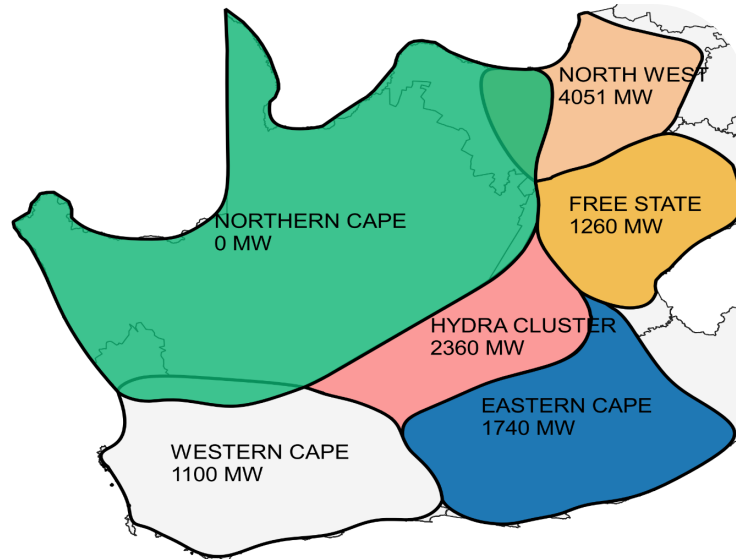 NORTH WEST
4051 MW
FREE STATE
1260 MW
NORTHERN CAPE
0 MW
HYDRA CLUSTER
2360 MW
EASTERN CAPE
1740 MW
WESTERN CAPE
1100 MW